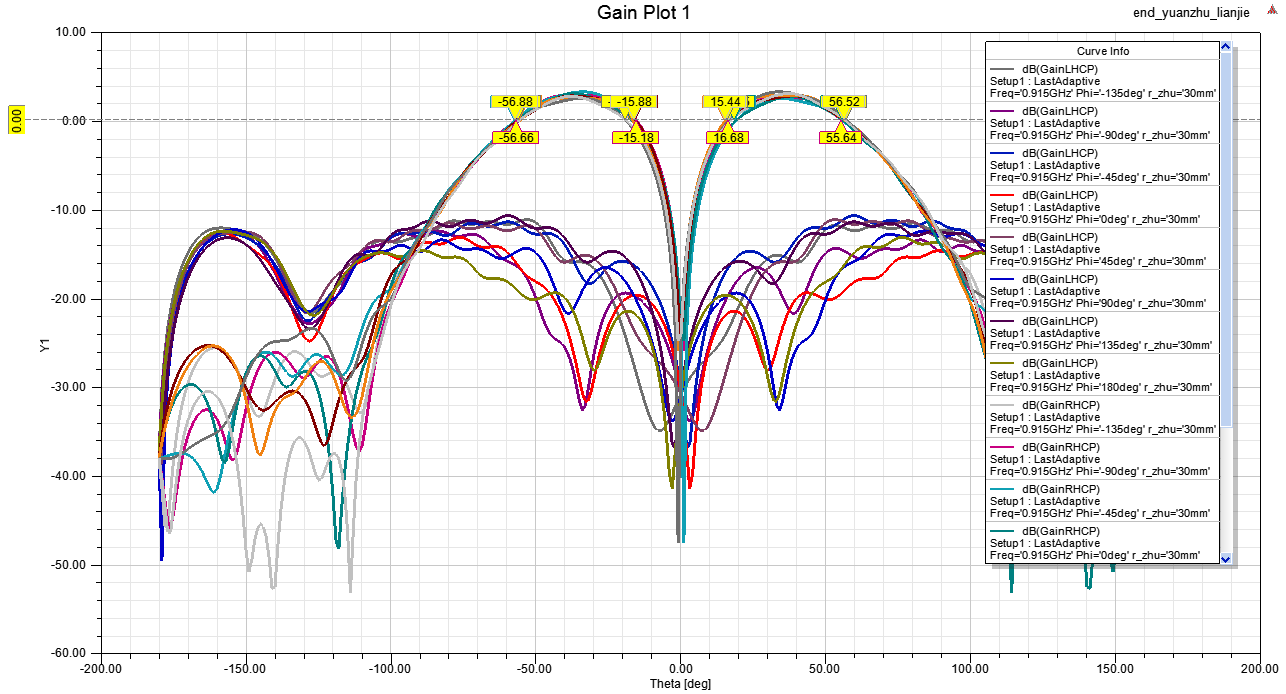 Gain Plot 1
end_yuanzhu_lianjie
10.00
0.00
-10.00
-20.00
-30.00
-40.00
-50.00
-60.00
0.00
Y1
-200.00
-150.00
-100.00
-50.00
0.00
50.00
100.00
150.00
200.00
Theta [deg]
-56.88
-15.88
15.44
56.52
-56.66
-15.18
16.68
55.64
Curve Info
dB(GainLHCP)
Setup1 : LastAdaptive
Freq='0.915GHz' Phi='-135deg' r_zhu='30mm'
dB(GainLHCP)
Setup1 : LastAdaptive
Freq='0.915GHz' Phi='-90deg' r_zhu='30mm'
dB(GainLHCP)
Setup1 : LastAdaptive
Freq='0.915GHz' Phi='-45deg' r_zhu='30mm'
dB(GainLHCP)
Setup1 : LastAdaptive
Freq='0.915GHz' Phi='0deg' r_zhu='30mm'
dB(GainLHCP)
Setup1 : LastAdaptive
Freq='0.915GHz' Phi='45deg' r_zhu='30mm'
dB(GainLHCP)
Setup1 : LastAdaptive
Freq='0.915GHz' Phi='90deg' r_zhu='30mm'
dB(GainLHCP)
Setup1 : LastAdaptive
Freq='0.915GHz' Phi='135deg' r_zhu='30mm'
dB(GainLHCP)
Setup1 : LastAdaptive
Freq='0.915GHz' Phi='180deg' r_zhu='30mm'
dB(GainRHCP)
Setup1 : LastAdaptive
Freq='0.915GHz' Phi='-135deg' r_zhu='30mm'
dB(GainRHCP)
Setup1 : LastAdaptive
Freq='0.915GHz' Phi='-90deg' r_zhu='30mm'
dB(GainRHCP)
Setup1 : LastAdaptive
Freq='0.915GHz' Phi='-45deg' r_zhu='30mm'
dB(GainRHCP)
Setup1 : LastAdaptive
Freq='0.915GHz' Phi='0deg' r_zhu='30mm'